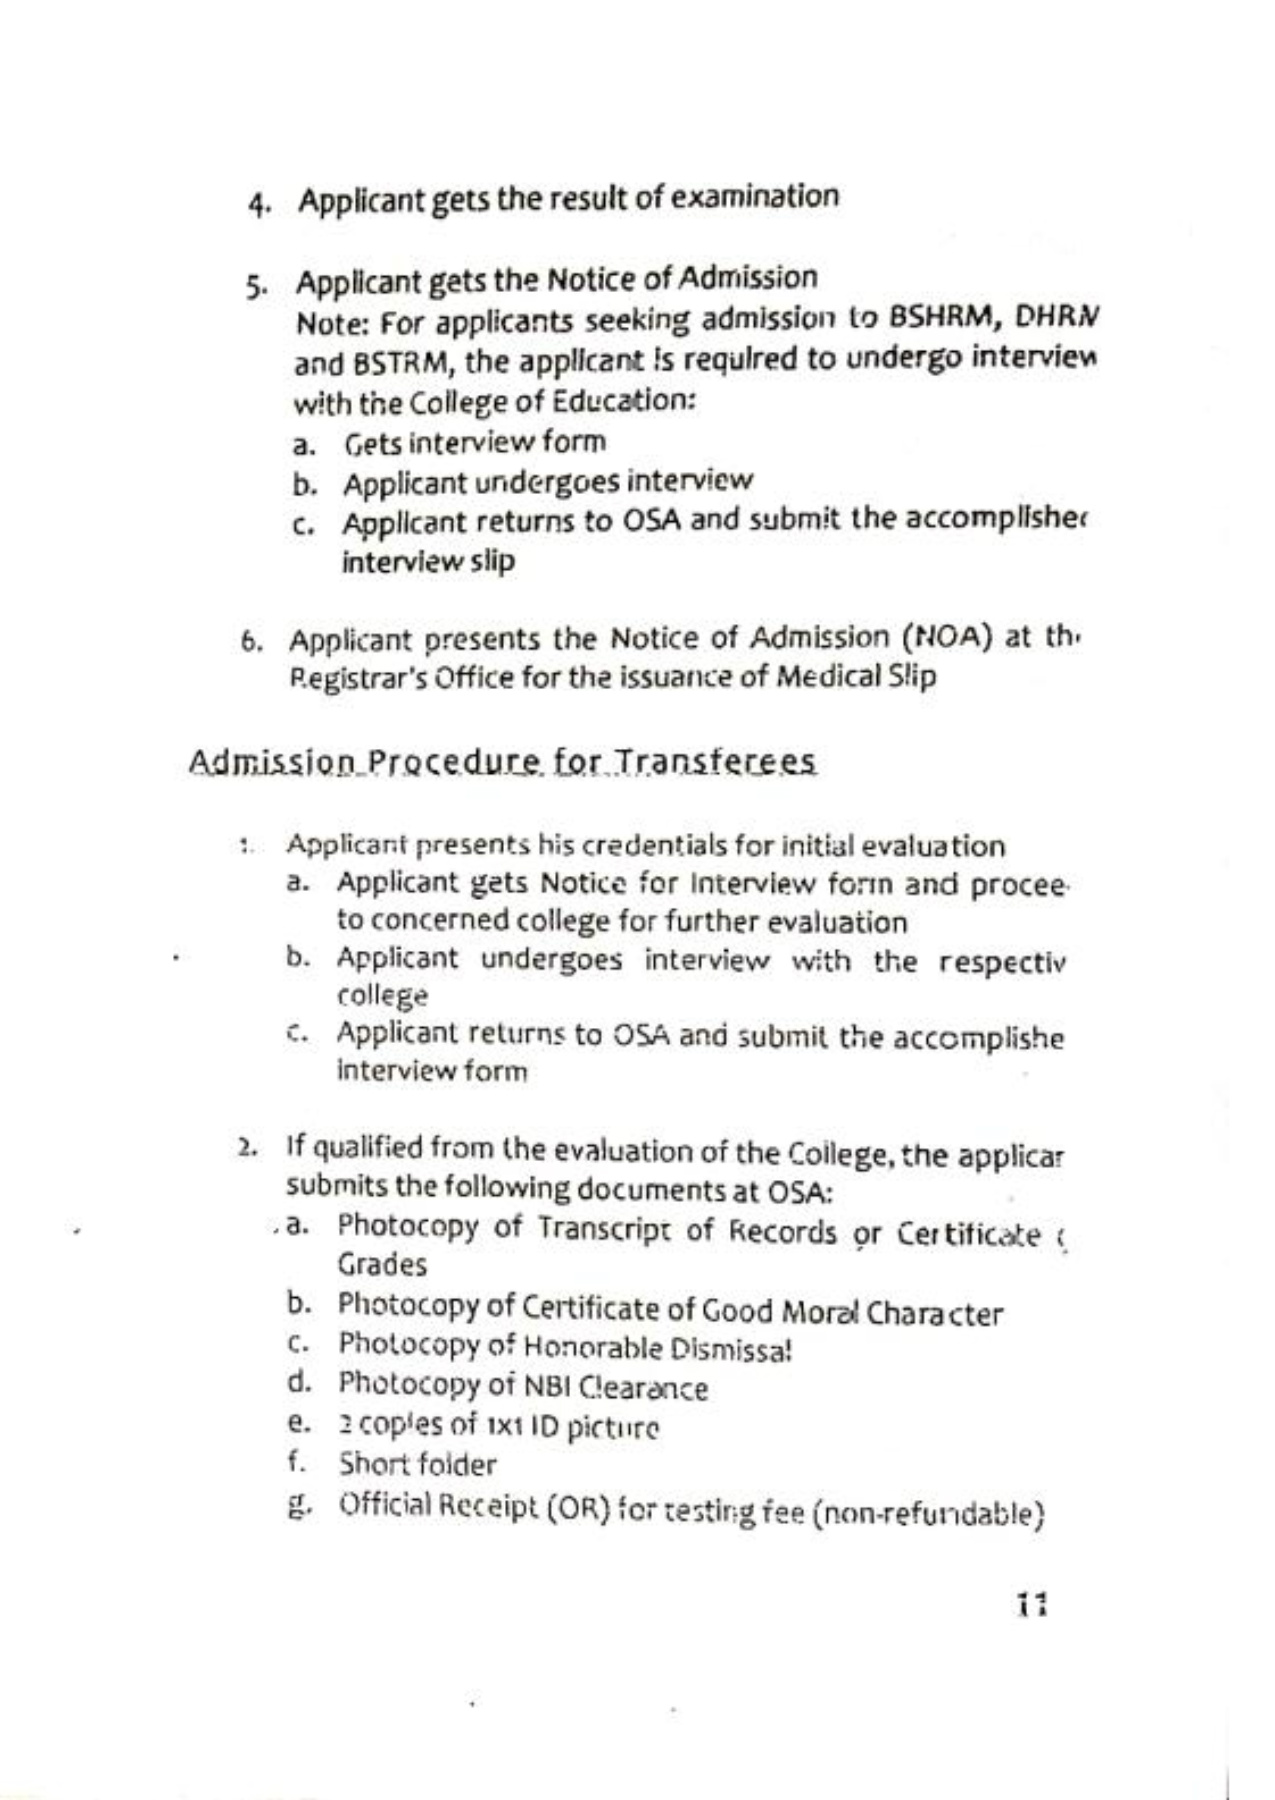 4. Applicant gets the result of examination
5. Applicant gets the Notice of Admission
Note: For applicants seeking admission to BSHRM, DHRM
and BSTRM, the applicant is required to undergo interview
with the College of Education:
a. Gets interview form
b. Applicant undergoes interview
c. Applicant returns to OSA and submit the accomplishe
interview slip
6. Applicant presents the Notice of Admission (NOA) at th
Registrar's Office for the issuance of Medical Slip
Admission Procedure for Transferees
1. Applicant presents his credentials for initial evaluation
a. Applicant gets Notice for Interview form and procee
to concerned college for further evaluation
b. Applicant undergoes interview with the respectiv
college
c. Applicant returns to OSA and submit the accomplishe
interview form
2. If qualified from the evaluation of the College, the applicar
submits the following documents at OSA:
a. Photocopy of Transcript of Records or Certificate
Grades
b. Photocopy of Certificate of Good Moral Character
c. Photocopy of Honorable Dismissal
d. Photocopy of NBI Clearance
e. 2 copies of 1x1 ID picture
f. Short folder
g. Official Receipt (OR) for testing fee (non-refundable)
11